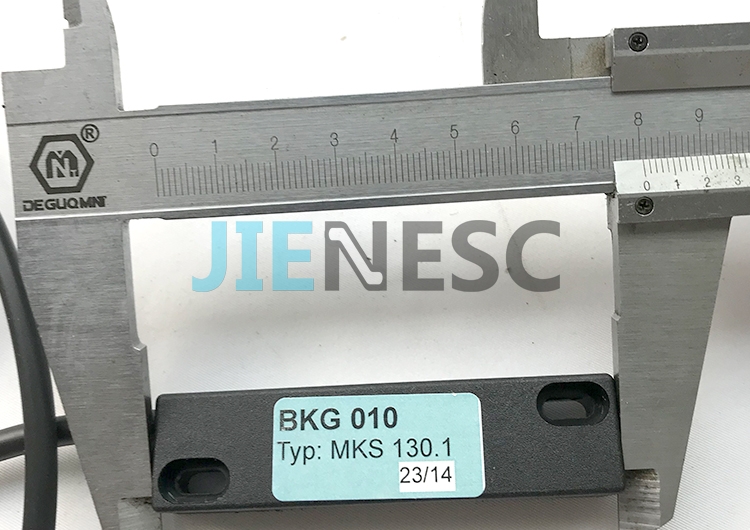 ®
M
DEGUQMNT
0 1 2 3 4 5 6 7 8 9
0 1 2 3
JIENESC
BKG 010
Typ: MKS 130.1
23/14